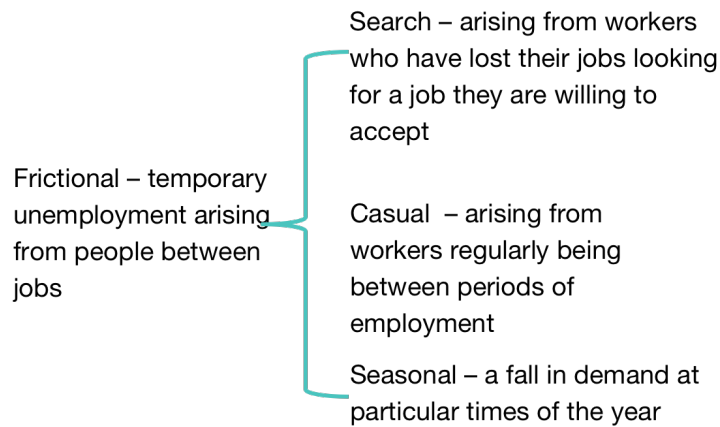 Frictional – temporary
unemployment arising
from people between
jobs
Search – arising from workers
who have lost their jobs looking
for a job they are willing to
accept
Casual – arising from
workers regularly being
between periods of
employment
Seasonal – a fall in demand at
particular times of the year